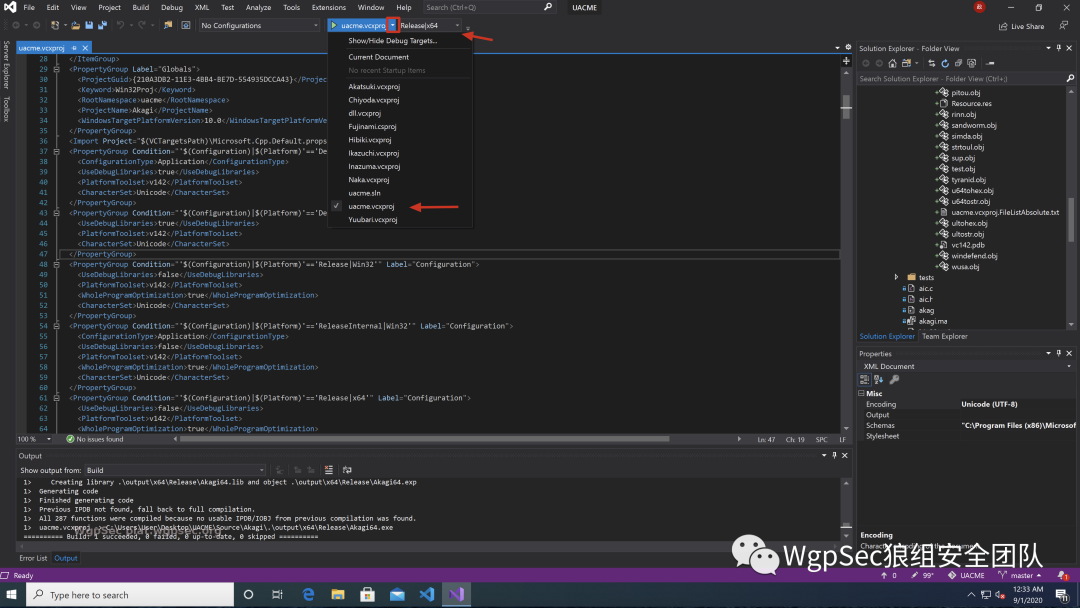 File Edit View Project Build Debug XML Test Analyze Tools Extensions Window Help Search (Ctrl+Q) UACME
No Configurations uacme.vcxproj Release|x64 Live Share
Server Explorer Toolbox
uacme.vcxproj
28 </ItemGroup>
29 <PropertyGroup Label="Globals">
30 <ProjectGuid>{210A3DB2-11E3-4BB4-BE7D-554935DCCA43}</Projec
31 <Keyword>Win32Proj</Keyword>
32 <RootNamespace>uacme</RootNamespace>
33 <ProjectName>Akagi</ProjectName>
34 <WindowsTargetPlatformVersion>10.0</WindowsTargetPlatformVe
35 </PropertyGroup>
36 <Import Project="$(VCTargetsPath)\Microsoft.Cpp.Default.props
37 <PropertyGroup Condition="'$(Configuration)|$(Platform)'=='De
38 <ConfigurationType>Application</ConfigurationType>
39 <UseDebugLibraries>true</UseDebugLibraries>
40 <PlatformToolset>v142</PlatformToolset>
41 <CharacterSet>Unicode</CharacterSet>
42 </PropertyGroup>
43 <PropertyGroup Condition="'$(Configuration)|$(Platform)'=='De
44 <UseDebugLibraries>true</UseDebugLibraries>
45 <PlatformToolset>v142</PlatformToolset>
46 <CharacterSet>Unicode</CharacterSet>
47 </PropertyGroup>
48 <PropertyGroup Condition="'$(Configuration)|$(Platform)'=='Release|Win32'" Label="Configuration">
49 <UseDebugLibraries>false</UseDebugLibraries>
50 <PlatformToolset>v142</PlatformToolset>
51 <WholeProgramOptimization>true</WholeProgramOptimization>
52 <CharacterSet>Unicode</CharacterSet>
53 </PropertyGroup>
54 <PropertyGroup Condition="'$(Configuration)|$(Platform)'=='ReleaseInternal|Win32'" Label="Configuration">
55 <ConfigurationType>Application</ConfigurationType>
56 <UseDebugLibraries>false</UseDebugLibraries>
57 <PlatformToolset>v142</PlatformToolset>
58 <WholeProgramOptimization>true</WholeProgramOptimization>
59 <CharacterSet>Unicode</CharacterSet>
60 </PropertyGroup>
61 <PropertyGroup Condition="'$(Configuration)|$(Platform)'=='Release|x64'" Label="Configuration">
62 <UseDebugLibraries>false</UseDebugLibraries>
63 <PlatformToolset>v142</PlatformToolset>
64 <WholeProgramOptimization>true</WholeProgramOptimization>
Show/Hide Debug Targets...
Current Document
No recent Startup Items
Akatsuki.vcxproj
Chiyoda.vcxproj
dll.vcxproj
Fujinami.csproj
Hibiki.vcxproj
Ikazuchi.vcxproj
Inazuma.vcxproj
Naka.vcxproj
uacme.sln
uacme.vcxproj
Yuubari.vcxproj
100 % No issues found Ln: 47 Ch: 19 SPC LF
Output
Show output from: Build
1> Creating library .\output\x64\Release\Akagi64.lib and object .\output\x64\Release\Akagi64.exp
1> Generating code
1> Finished generating code
1> Previous IPDB not found, fall back to full compilation.
1> All 287 functions were compiled because no usable IPDB/IOBJ from previous compilation was found.
1> uacme.vcxproj -> C:\Users\User\Desktop\UACME\Source\Akagi\.\output\x64\Release\Akagi64.exe
========== Build: 1 succeeded, 0 failed, 0 up-to-date, 0 skipped ==========
Error List Output
Solution Explorer - Folder View
Search Solution Explorer - Folder View (Ctrl+;)
pitou.obj
Resource.res
rinn.obj
sandworm.obj
simda.obj
strtoul.obj
sup.obj
test.obj
tyranid.obj
u64tohex.obj
u64tostr.obj
uacme.vcxproj.FileListAbsolute.txt
ultohex.obj
ultostr.obj
vc142.pdb
windefend.obj
wusa.obj
tests
aic.c
aic.h
akag
akagi.ma
Solution Explorer Team Explorer
Properties
XML Document
Misc
Encoding Unicode (UTF-8)
Output
Schemas "C:\Program Files (x86)\Microsof
Stylesheet
Encoding
WgpSec狼组安全团队
Ready 0 99+ UACME master 1
Type here to search 12:33 AM
9/1/2020 11